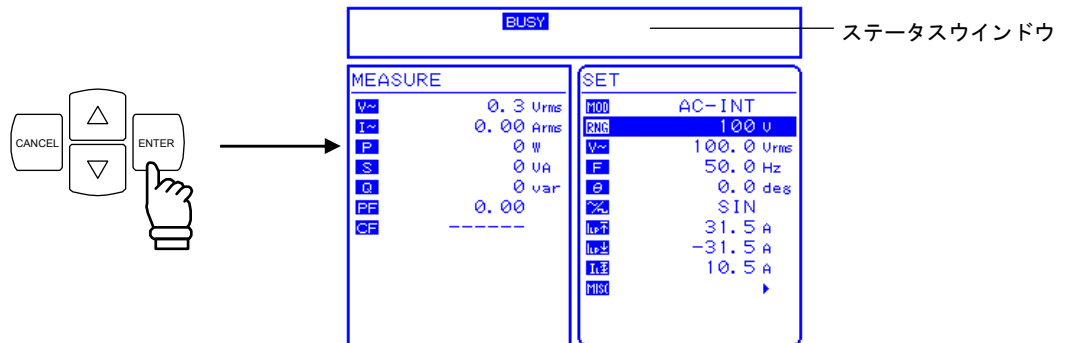 BUSY
ステータスウインドウ
CANCEL
ENTER
MEASURE
V~ 0.3 Vrms
I~ 0.00 Arms
P 0 W
S 0 VA
Q 0 var
PF 0.00
CF ------
SET
MOD AC-INT
RNG 100 V
V~ 100.0 Vrms
F 50.0 Hz
θ 0.0 deg
SIN
31.5 A
-31.5 A
10.5 A
MISC